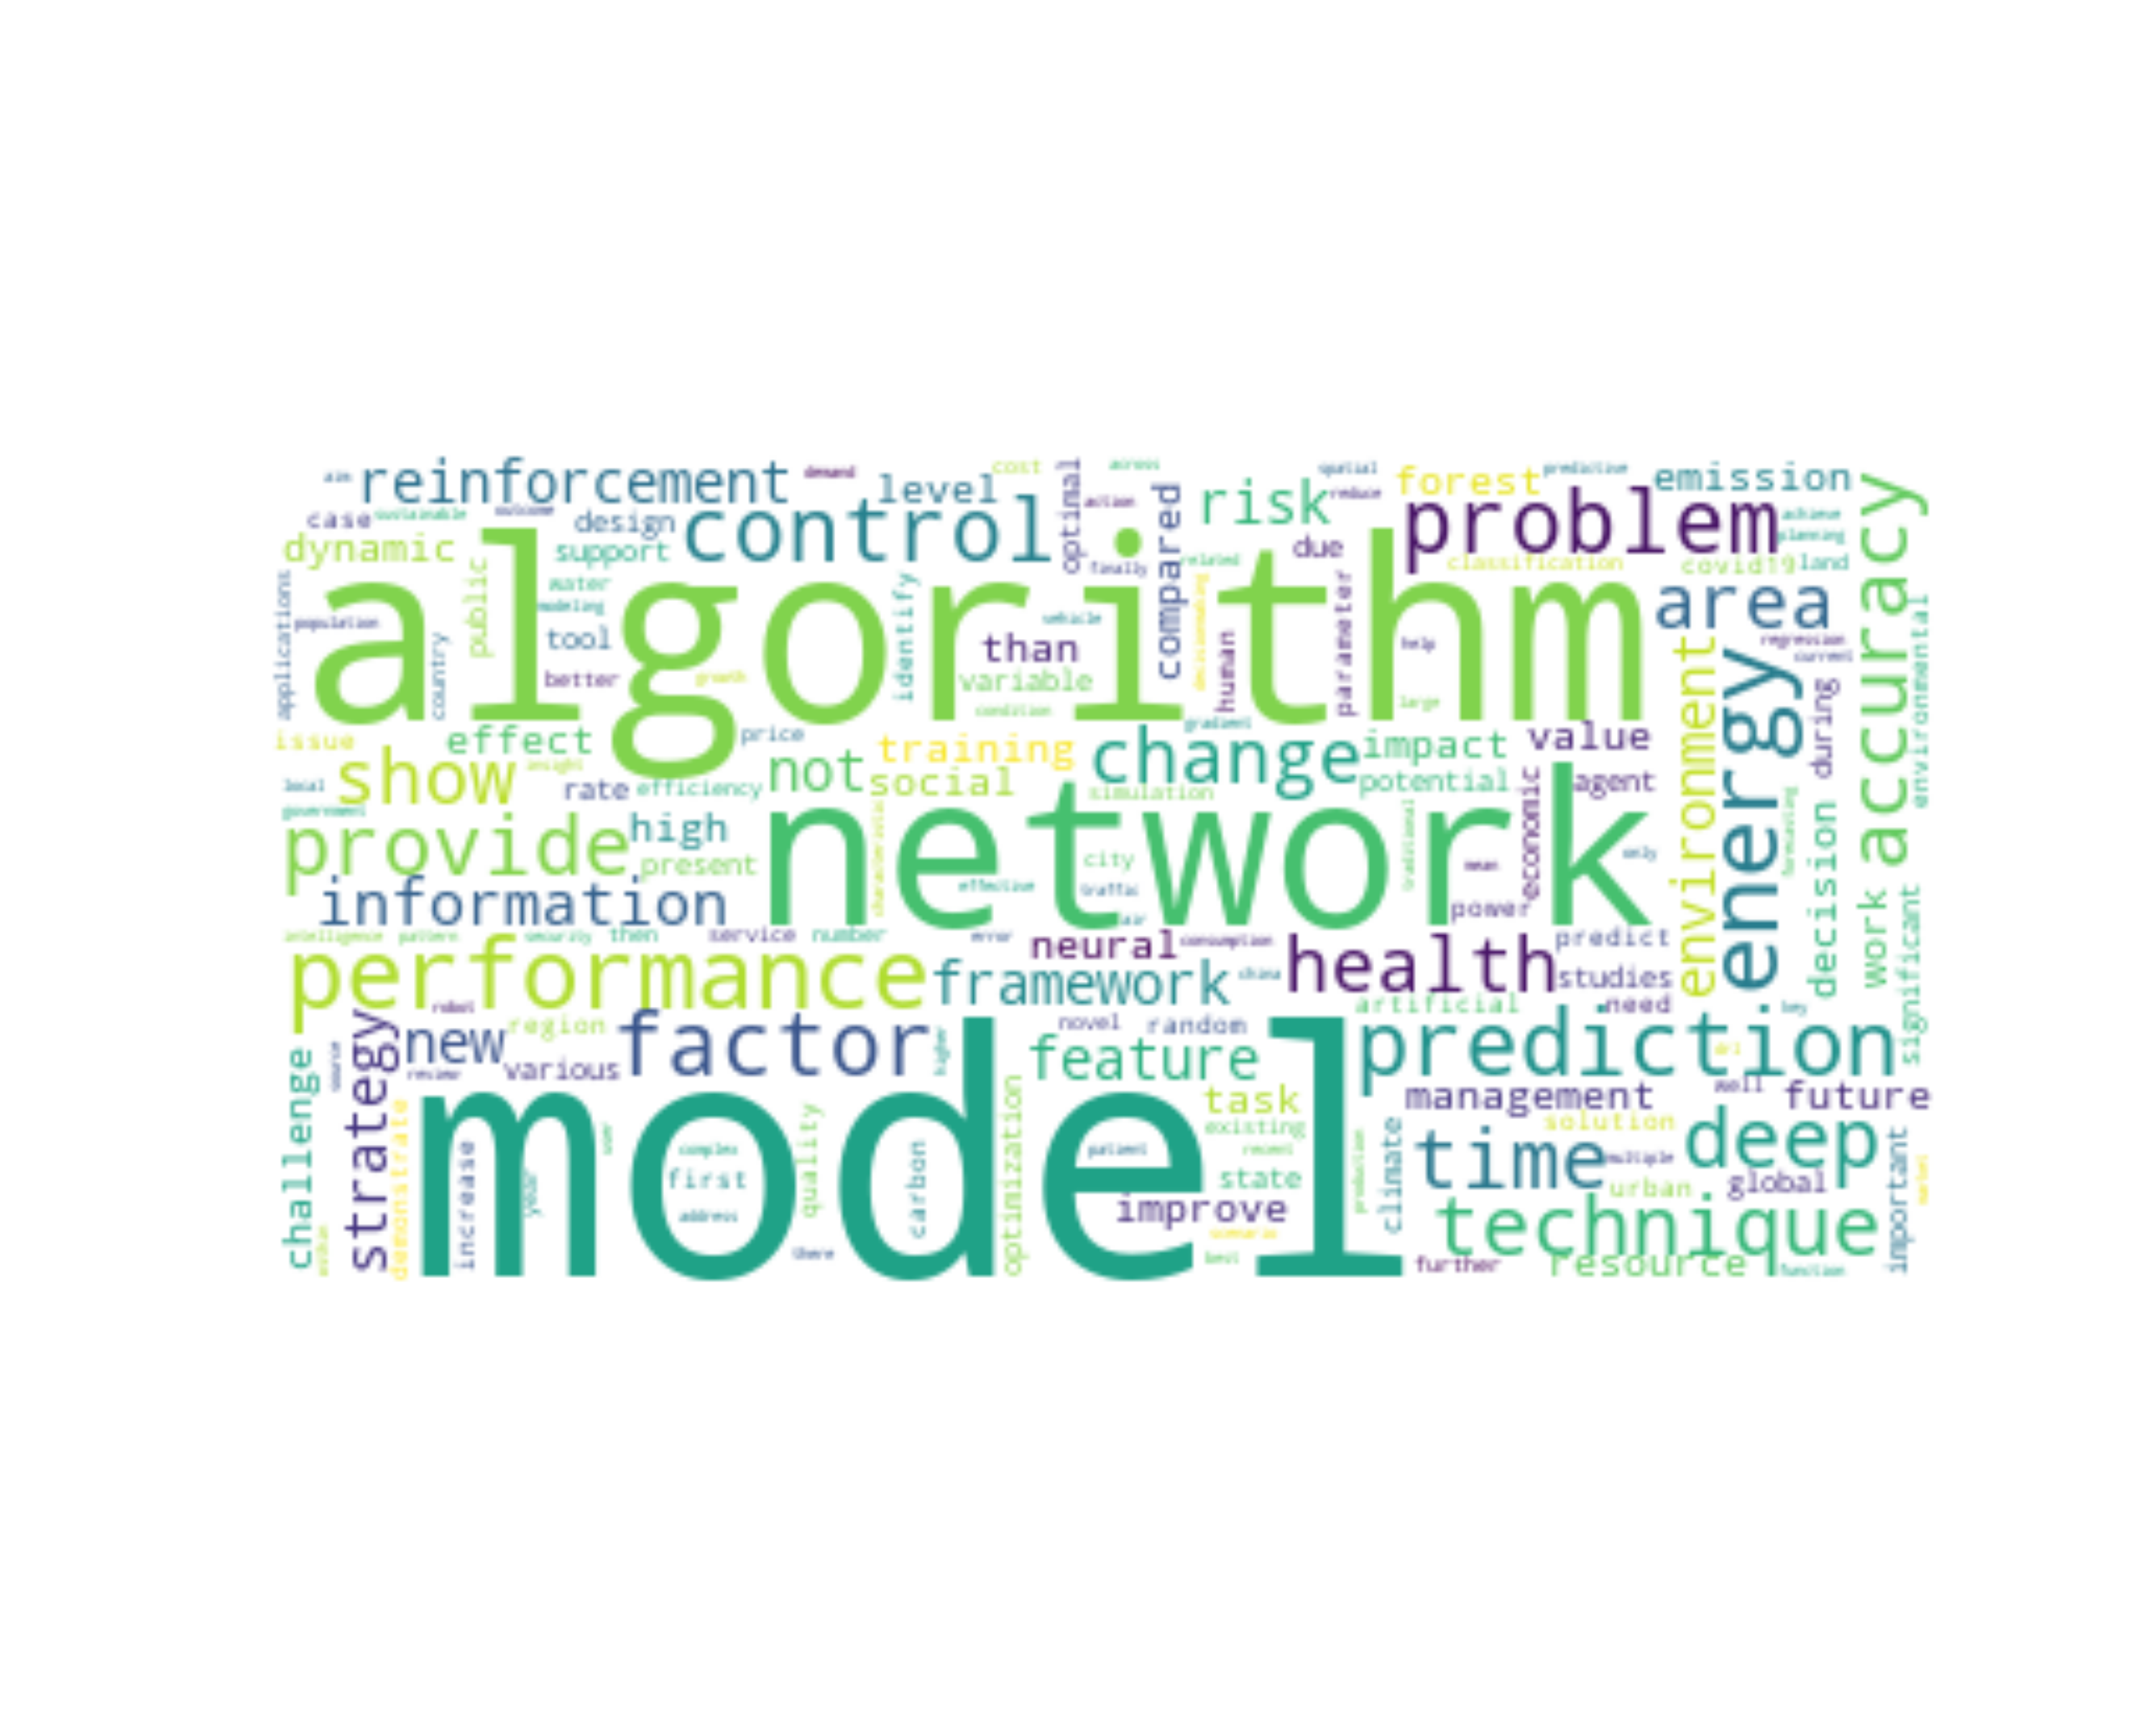 aim reinforcement demand level cost optimal across spatial forest predictive emission
case sustainable outcome design control action compared risk reduce problem achieve accuracy
dynamic support finally related due classification planning covid19 land
applications public water modeling algorithm identify vehicle decisionmaking parameter area environmental
population country tool than human help regression
better growth variable condition large current
issue effect price gradient change impact value environment energy during
show insight not training social potential agent
local rate efficiency simulation economic
government high network characteristics traditional formaking decision
provide present city only
information effective traffic mean power work significant
intelligence pattern security then service number air error neural consumption health predict
performance framework china studies
robot artificial need key
challenge source strategy new region factor higher novel random feature prediction ai
review various management well future
demonstrate model user optimization task existing solution deep
increase year complex first quality carbon patient recent state production climate time multiple urban global important market
address improve technique
there scenario best further resource function